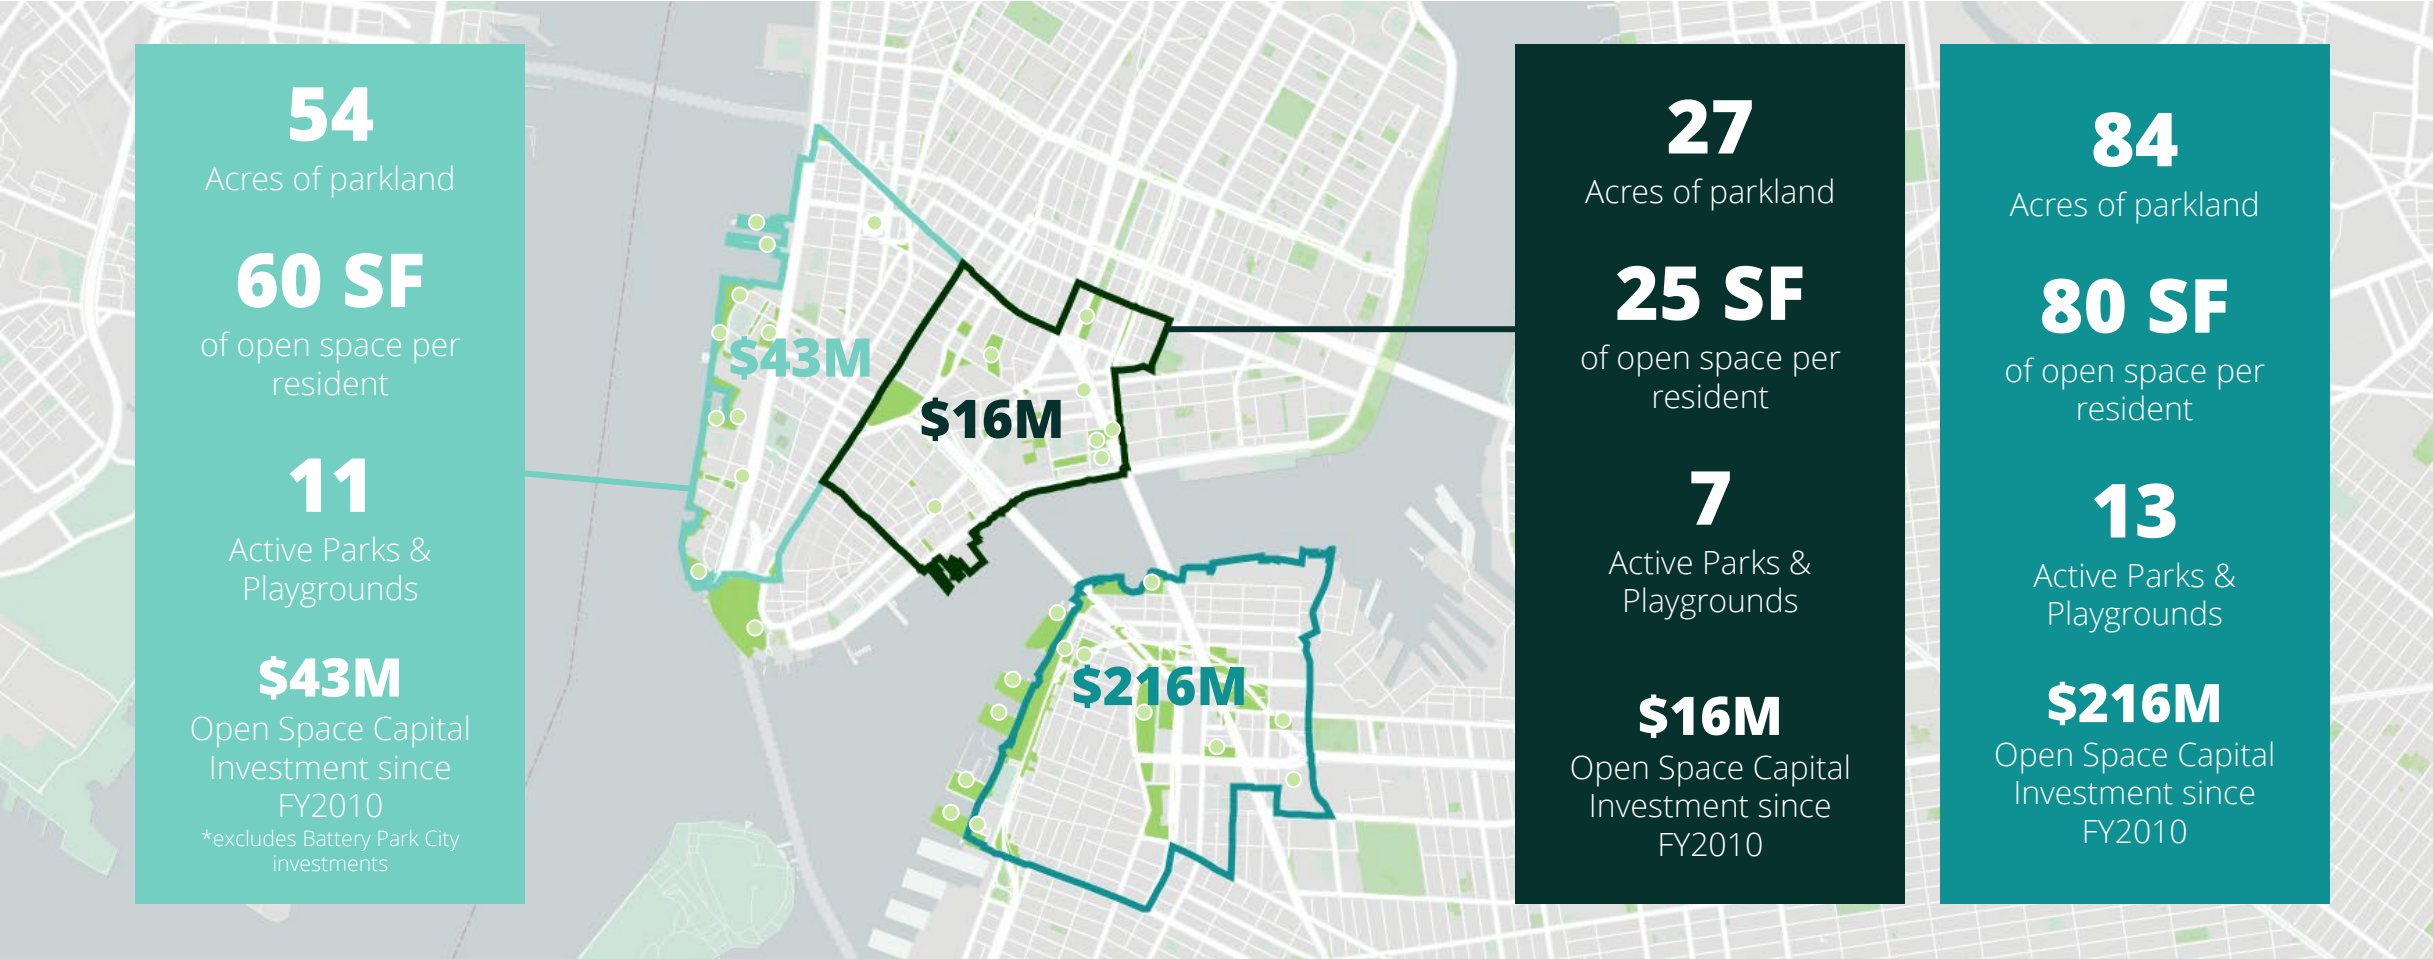 54
Acres of parkland
60 SF
of open space per
resident
11
Active Parks &
Playgrounds
$43M
Open Space Capital
Investment since
FY2010
*excludes Battery Park City
investments
$43M
$16M
$216M
27
Acres of parkland
25 SF
of open space per
resident
7
Active Parks &
Playgrounds
$16M
Open Space Capital
Investment since
FY2010
84
Acres of parkland
80 SF
of open space per
resident
13
Active Parks &
Playgrounds
$216M
Open Space Capital
Investment since
FY2010